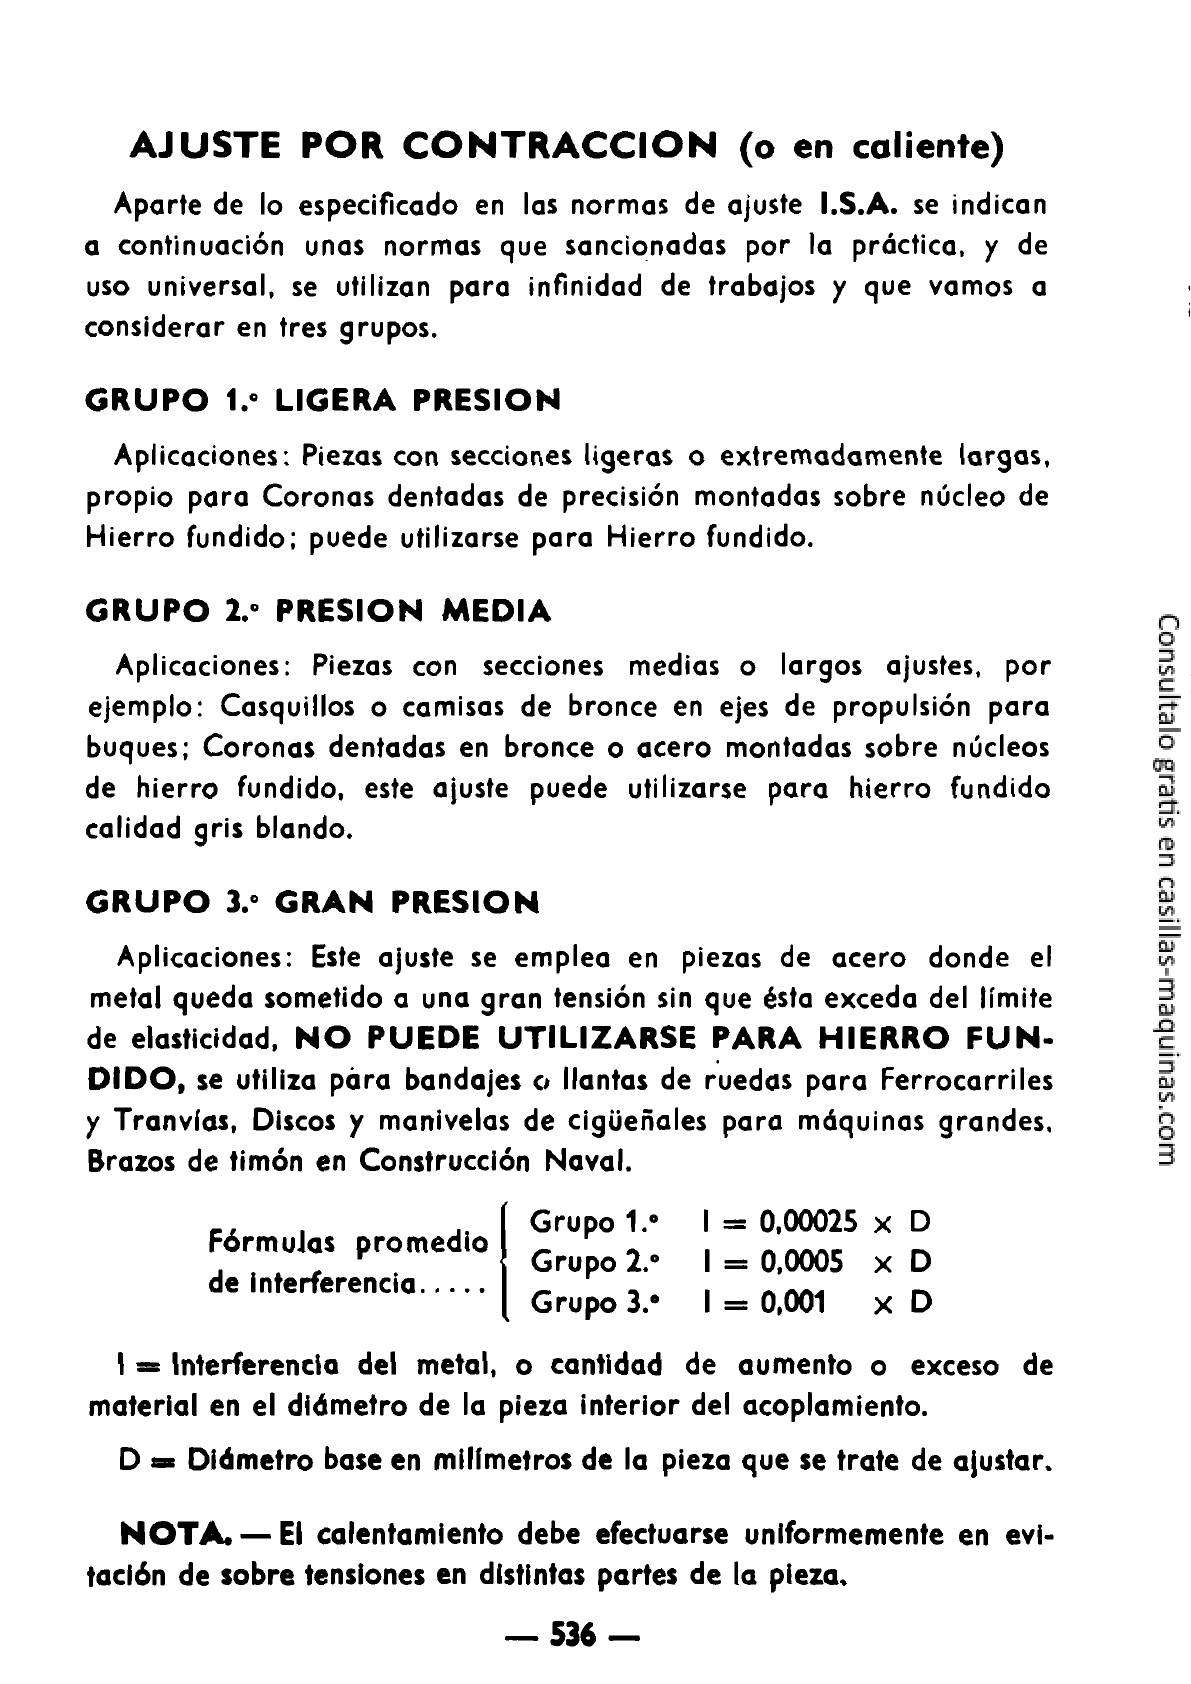 AJUSTE POR CONTRACCION (o en caliente)
Aparte de lo especificado en las normas de ajuste I.S.A. se indican
a continuación unas normas que sancionadas por la práctica, y de
uso universal, se utilizan para infinidad de trabajos y que vamos a
considerar en tres grupos.
GRUPO 1.º LIGERA PRESION
Aplicaciones: Piezas con secciones ligeras o extremadamente largas,
propio para Coronas dentadas de precisión montadas sobre núcleo de
Hierro fundido; puede utilizarse para Hierro fundido.
GRUPO 2.º PRESION MEDIA
Aplicaciones: Piezas con secciones medias o largos ajustes, por
ejemplo: Casquillos o camisas de bronce en ejes de propulsión para
buques; Coronas dentadas en bronce o acero montadas sobre núcleos
de hierro fundido, este ajuste puede utilizarse para hierro fundido
calidad gris blando.
GRUPO 3.º GRAN PRESION
Aplicaciones: Este ajuste se emplea en piezas de acero donde el
metal queda sometido a una gran tensión sin que ésta exceda del límite
de elasticidad, NO PUEDE UTILIZARSE PARA HIERRO FUN-
DIDO, se utiliza para bandajes o llantas de ruedas para Ferrocarriles
y Tranvías, Discos y manivelas de cigüeñales para máquinas grandes,
Brazos de timón en Construcción Naval.
Fórmulas promedio
de interferencia.....
Grupo 1.º I = 0,00025 x D
Grupo 2.º I = 0,0005 x D
Grupo 3.º I = 0,001 x D
I = Interferencia del metal, o cantidad de aumento o exceso de
material en el diámetro de la pieza interior del acoplamiento.
D = Diámetro base en milímetros de la pieza que se trate de ajustar.
NOTA. — El calentamiento debe efectuarse uniformemente en evi-
tación de sobre tensiones en distintas partes de la pieza.
— 536 —
Consúltalo gratis en casillas-maquinas.com